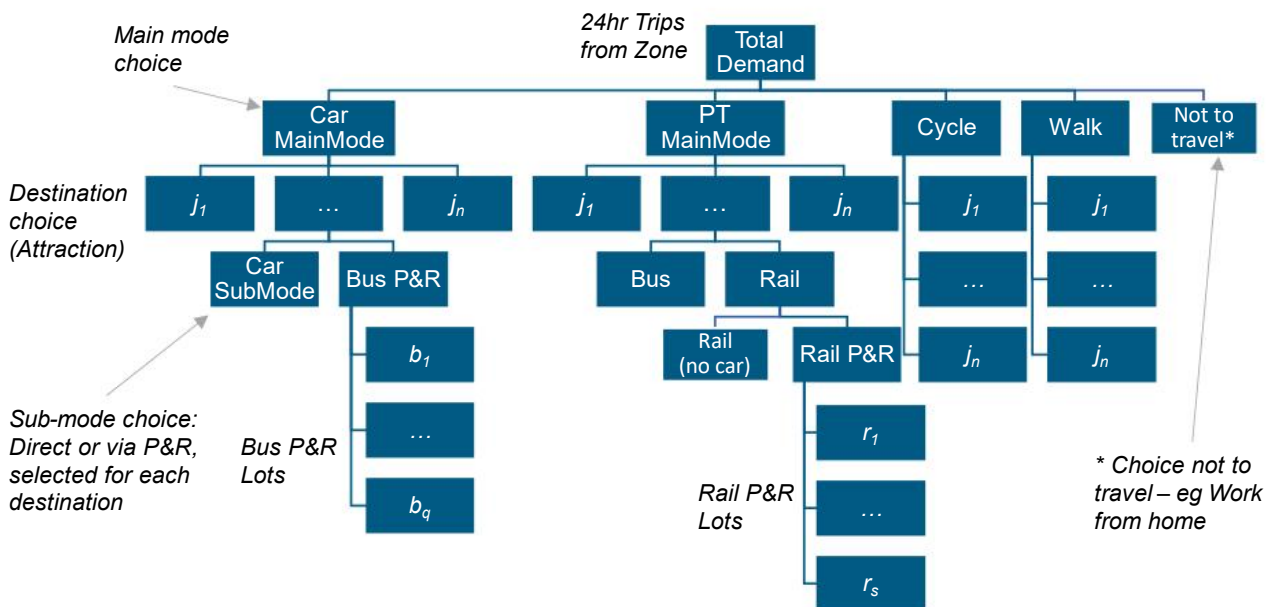 Main mode
choice
24hr Trips
from Zone
Total
Demand
Car
MainMode
PT
MainMode
Cycle
Walk
Not to
travel*
Destination
choice
(Attraction)
j1
...
jn
j1
...
jn
j1
j1
Car
SubMode
Bus P&R
Bus
Rail
...
...
Rail
(no car)
Rail P&R
jn
jn
b1
...
bq
Sub-mode choice:
Direct or via P&R,
selected for each
destination
Bus P&R
Lots
r1
...
rs
Rail P&R
Lots
* Choice not to
travel – eg Work
from home